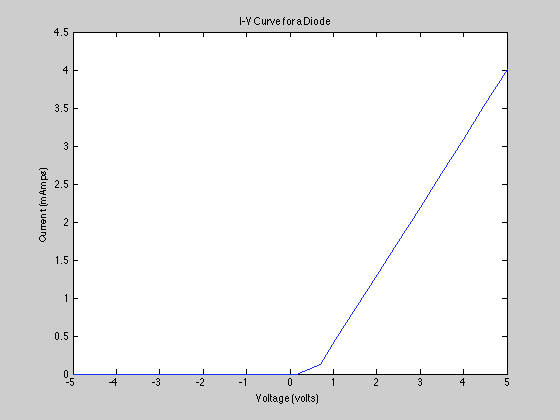 I-V Curve for a Diode
4.5
4
3.5
3
2.5
2
1.5
1
0.5
0
Current (mAmps)
-5 -4 -3 -2 -1 0 1 2 3 4 5
Voltage (volts)